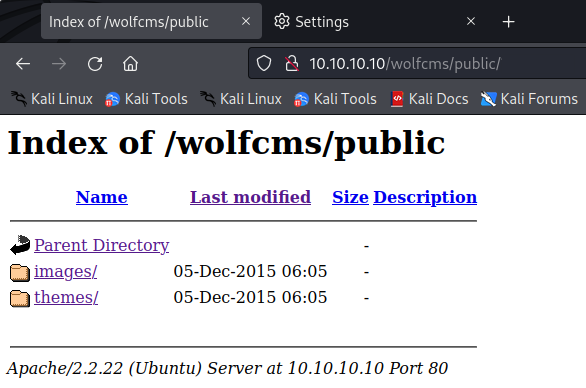 Index of /wolfcms/public
Settings
10.10.10.10/wolfcms/public/
Kali Linux Kali Tools Kali Linux Kali Tools Kali Docs Kali Forums
Index of /wolfcms/public
Name Last modified Size Description
Parent Directory -
images/ 05-Dec-2015 06:05 -
themes/ 05-Dec-2015 06:05 -
Apache/2.2.22 (Ubuntu) Server at 10.10.10.10 Port 80